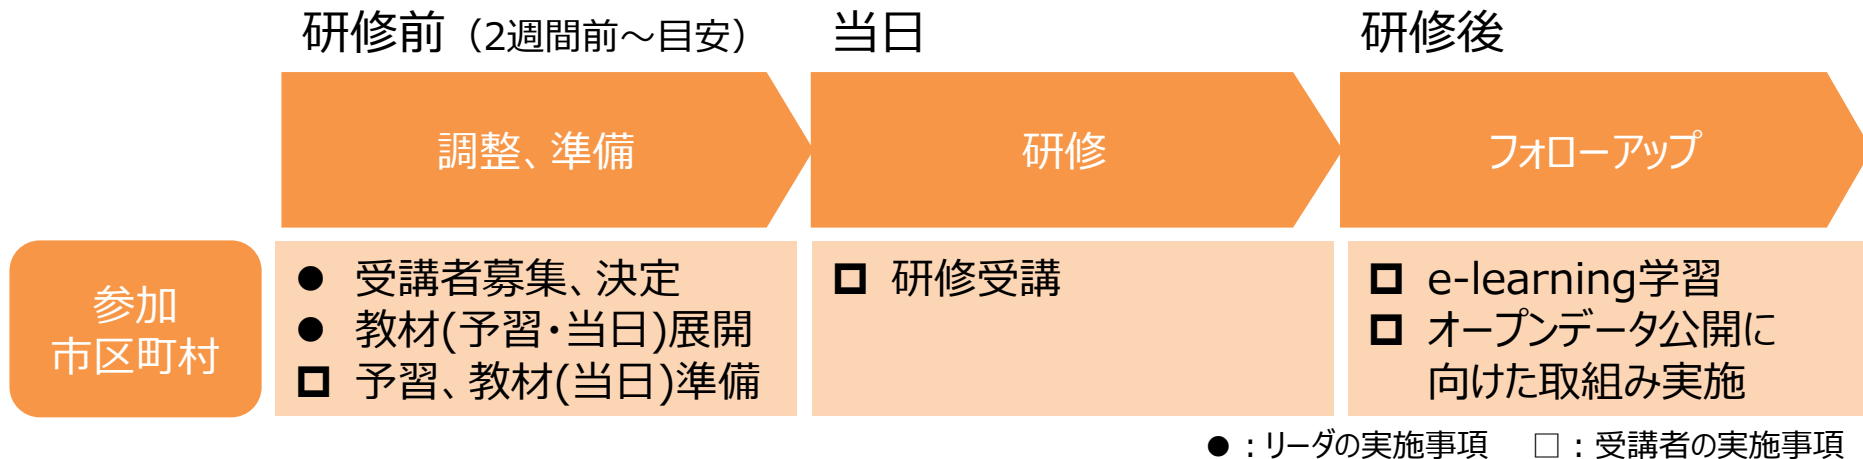 研修前（2週間前～目安）
当日
研修後
調整、準備
研修
フォローアップ
参加
市区町村
● 受講者募集、決定
● 教材(予習・当日)展開
□ 予習、教材(当日)準備
□ 研修受講
□ e-learning学習
□ オープンデータ公開に
向けた取組み実施
●：リーダの実施事項　□：受講者の実施事項